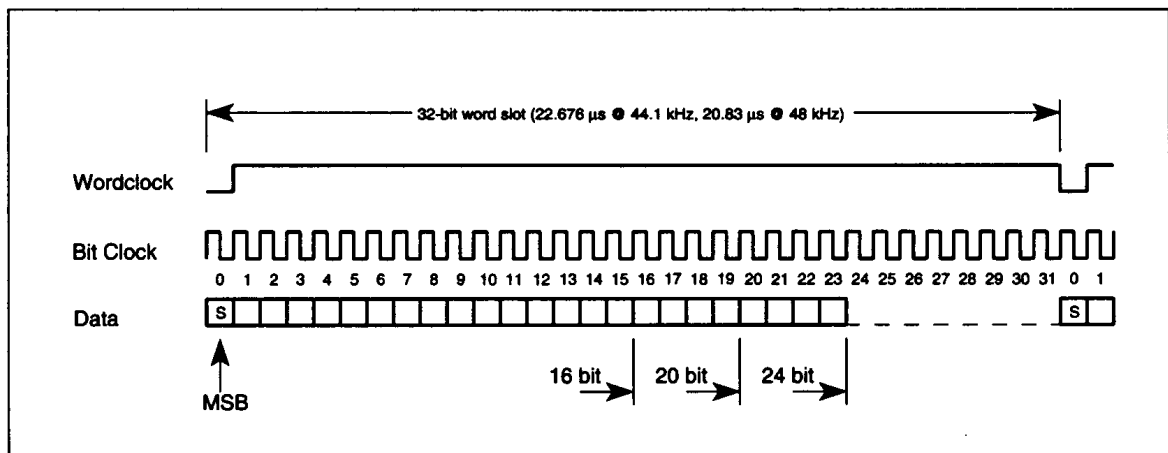 32-bit word slot (22.676 µs @ 44.1 kHz, 20.83 µs @ 48 kHz)
Wordclock
Bit Clock
0 1 2 3 4 5 6 7 8 9 10 11 12 13 14 15 16 17 18 19 20 21 22 23 24 25 26 27 28 29 30 31 0 1
Data S S
16 bit 20 bit 24 bit
MSB